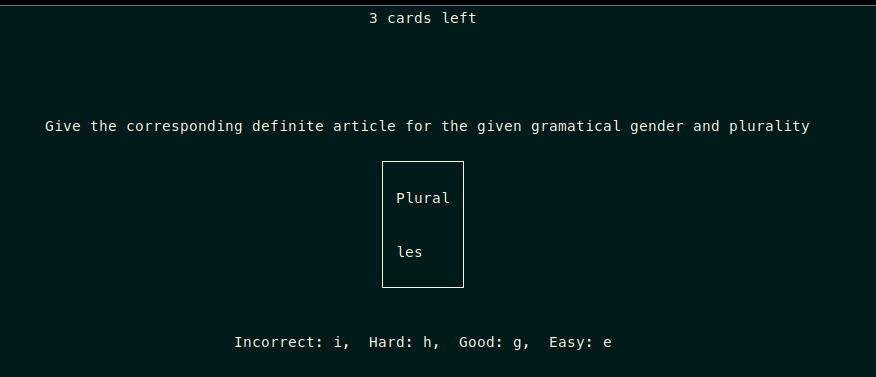 3 cards left
Give the corresponding definite article for the given gramatical gender and plurality
Plural
les
Incorrect: i,  Hard: h,  Good: g,  Easy: e